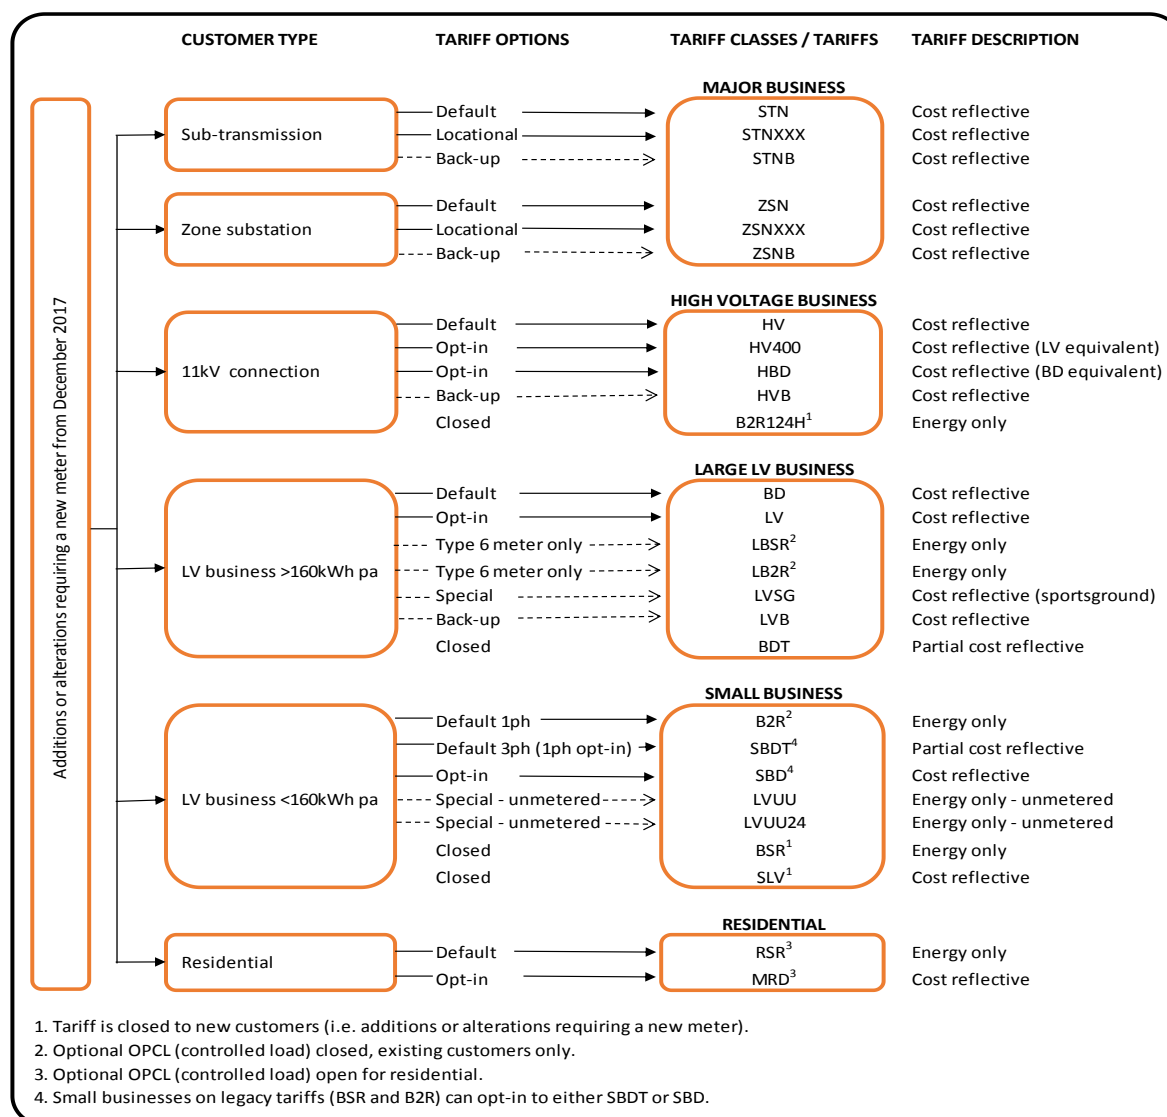 CUSTOMER TYPE TARIFF OPTIONS TARIFF CLASSES / TARIFFS TARIFF DESCRIPTION
Additions or alterations requiring a new meter from December 2017
MAJOR BUSINESS
Sub-transmission
Default STN Cost reflective
Locational STNXXX Cost reflective
Back-up STNB Cost reflective
Zone substation
Default ZSN Cost reflective
Locational ZSNXXX Cost reflective
Back-up ZSNB Cost reflective
HIGH VOLTAGE BUSINESS
11kV connection
Default HV Cost reflective
Opt-in HV400 Cost reflective (LV equivalent)
Opt-in HBD Cost reflective (BD equivalent)
Back-up HVB Cost reflective
Closed B2R124H¹ Energy only
LARGE LV BUSINESS
LV business >160kWh pa
Default BD Cost reflective
Opt-in LV Cost reflective
Type 6 meter only LBSR² Energy only
Type 6 meter only LB2R² Energy only
Special LVSG Cost reflective (sportsground)
Back-up LVB Cost reflective
Closed BDT Partial cost reflective
SMALL BUSINESS
LV business <160kWh pa
Default 1ph B2R² Energy only
Default 3ph (1ph opt-in) SBDT⁴ Partial cost reflective
Opt-in SBD⁴ Cost reflective
Special - unmetered LVUU Energy only - unmetered
Special - unmetered LVUU24 Energy only - unmetered
Closed BSR¹ Energy only
Closed SLV¹ Cost reflective
RESIDENTIAL
Residential
Default RSR³ Energy only
Opt-in MRD³ Cost reflective
1. Tariff is closed to new customers (i.e. additions or alterations requiring a new meter).
2. Optional OPCL (controlled load) closed, existing customers only.
3. Optional OPCL (controlled load) open for residential.
4. Small businesses on legacy tariffs (BSR and B2R) can opt-in to either SBDT or SBD.